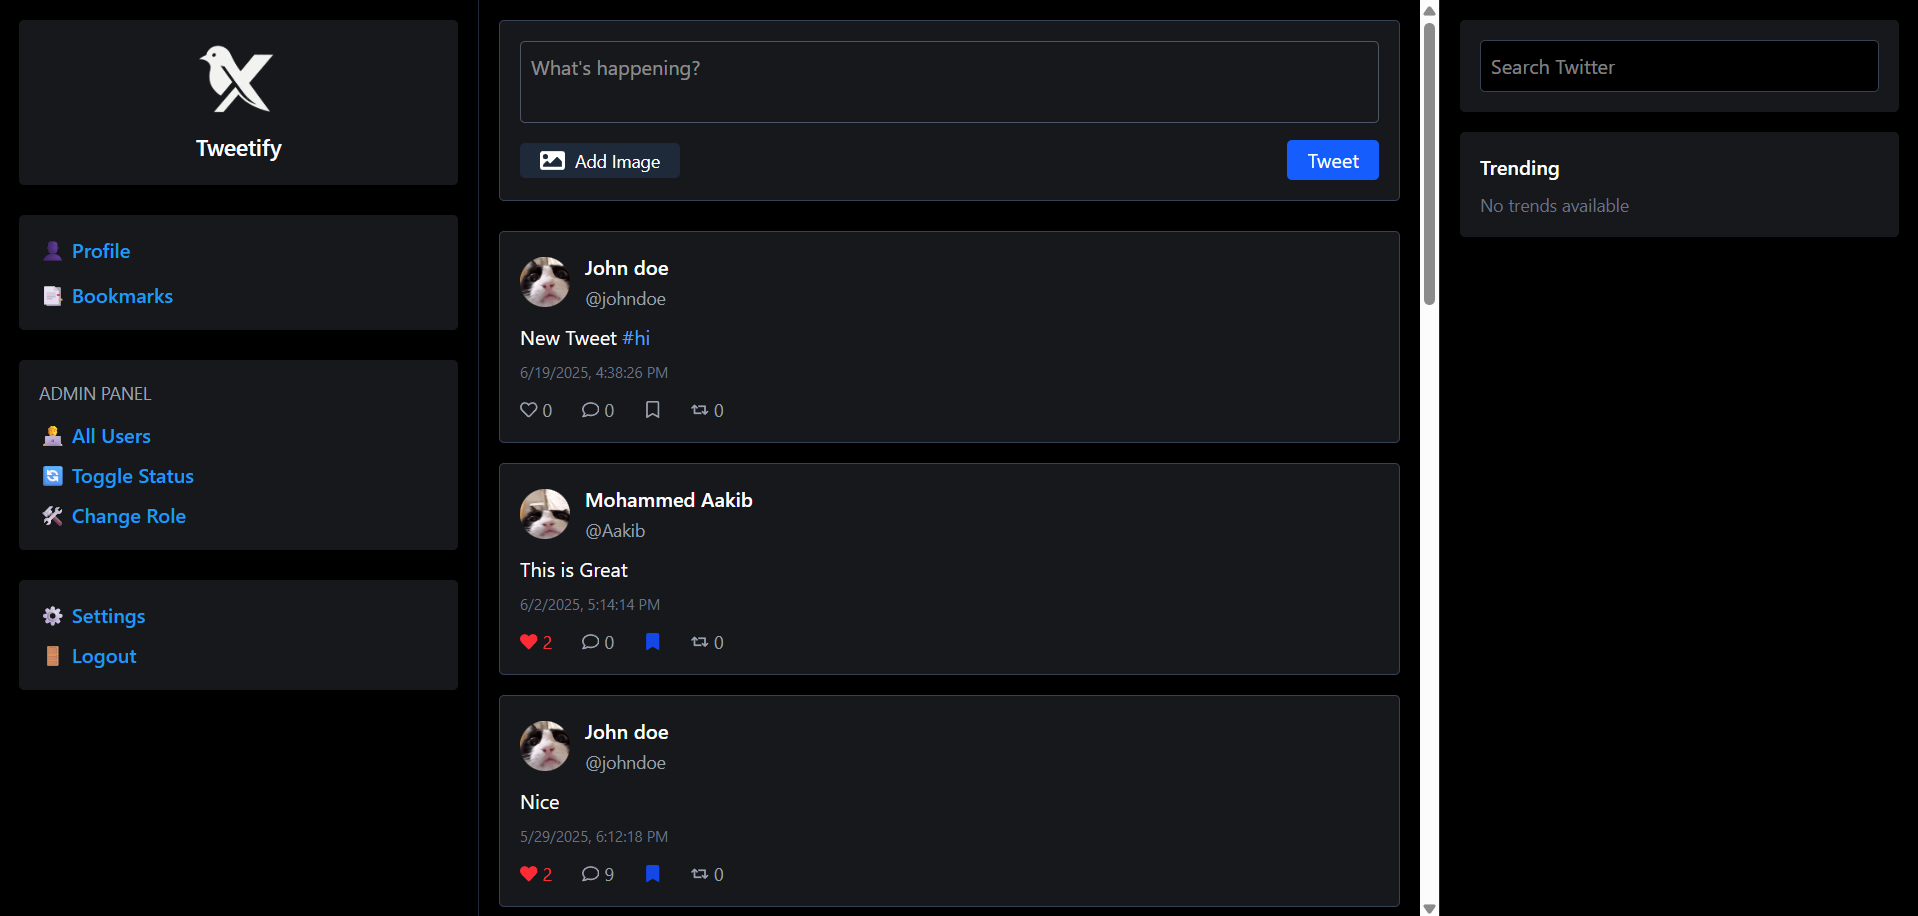 Tweetify
Profile
Bookmarks
ADMIN PANEL
All Users
Toggle Status
Change Role
Settings
Logout
What's happening?
Add Image
Tweet
John doe
@johndoe
New Tweet #hi
6/19/2025, 4:38:26 PM
0 0 0
Mohammed Aakib
@Aakib
This is Great
6/2/2025, 5:14:14 PM
2 0 0
John doe
@johndoe
Nice
5/29/2025, 6:12:18 PM
2 9 0
Search Twitter
Trending
No trends available